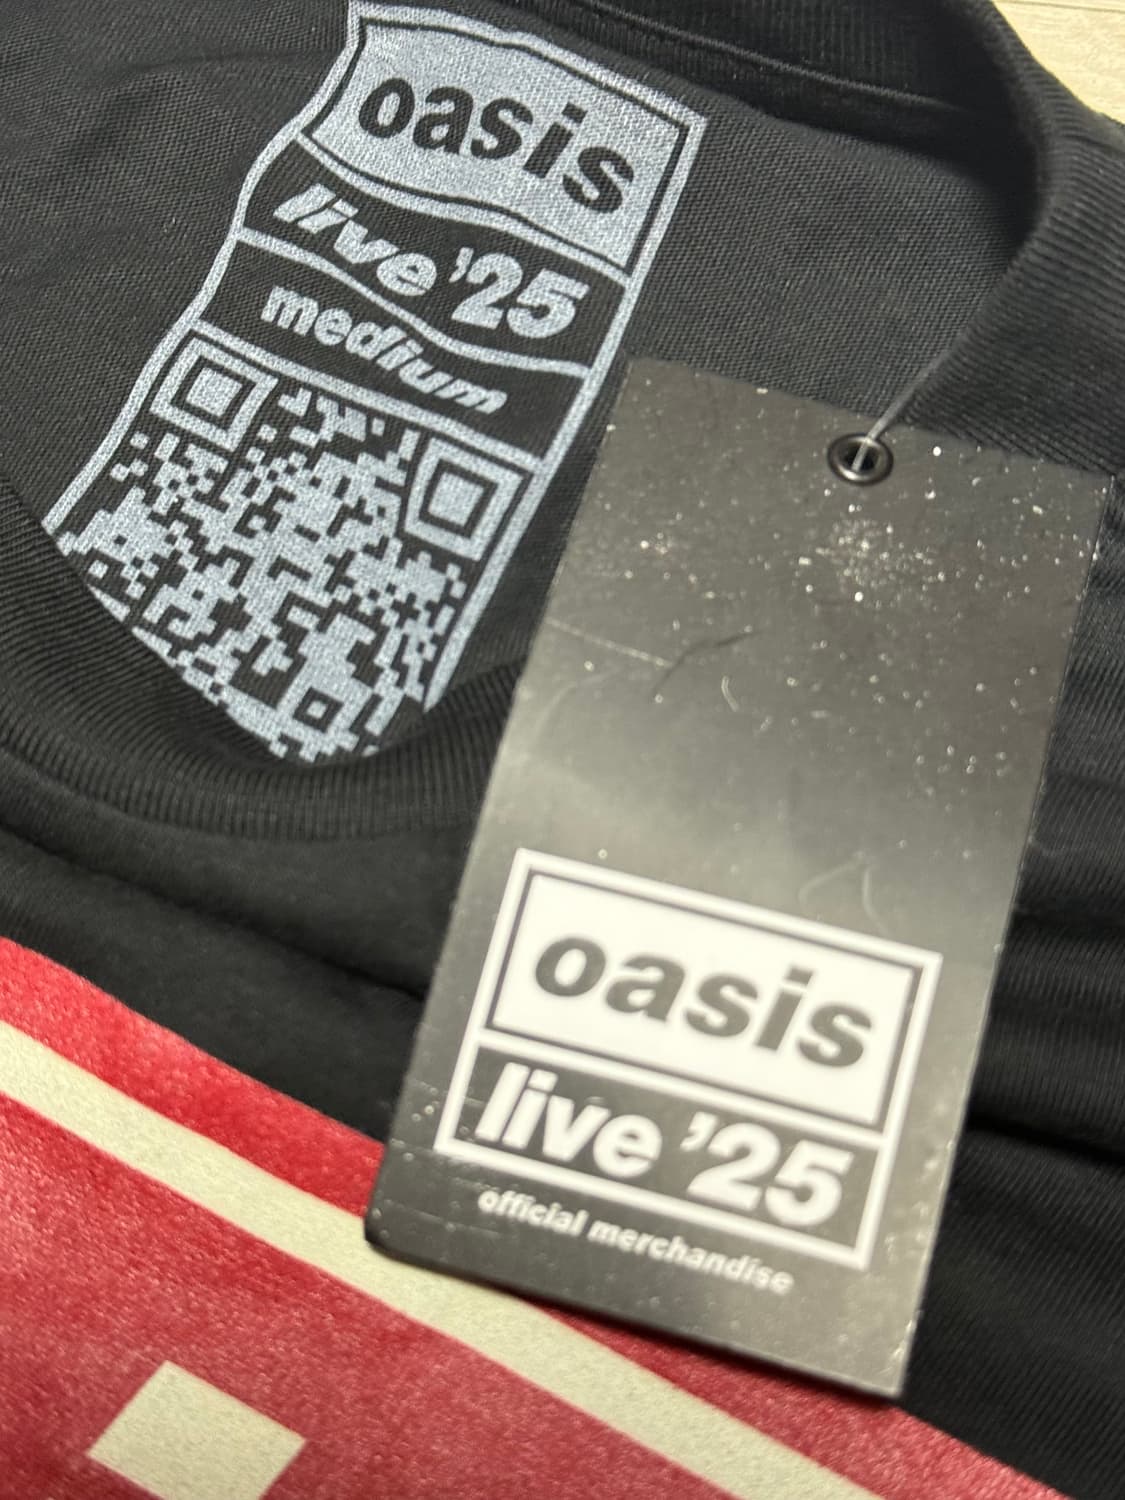 oasis
live '25
medium
oasis
live '25
official merchandise